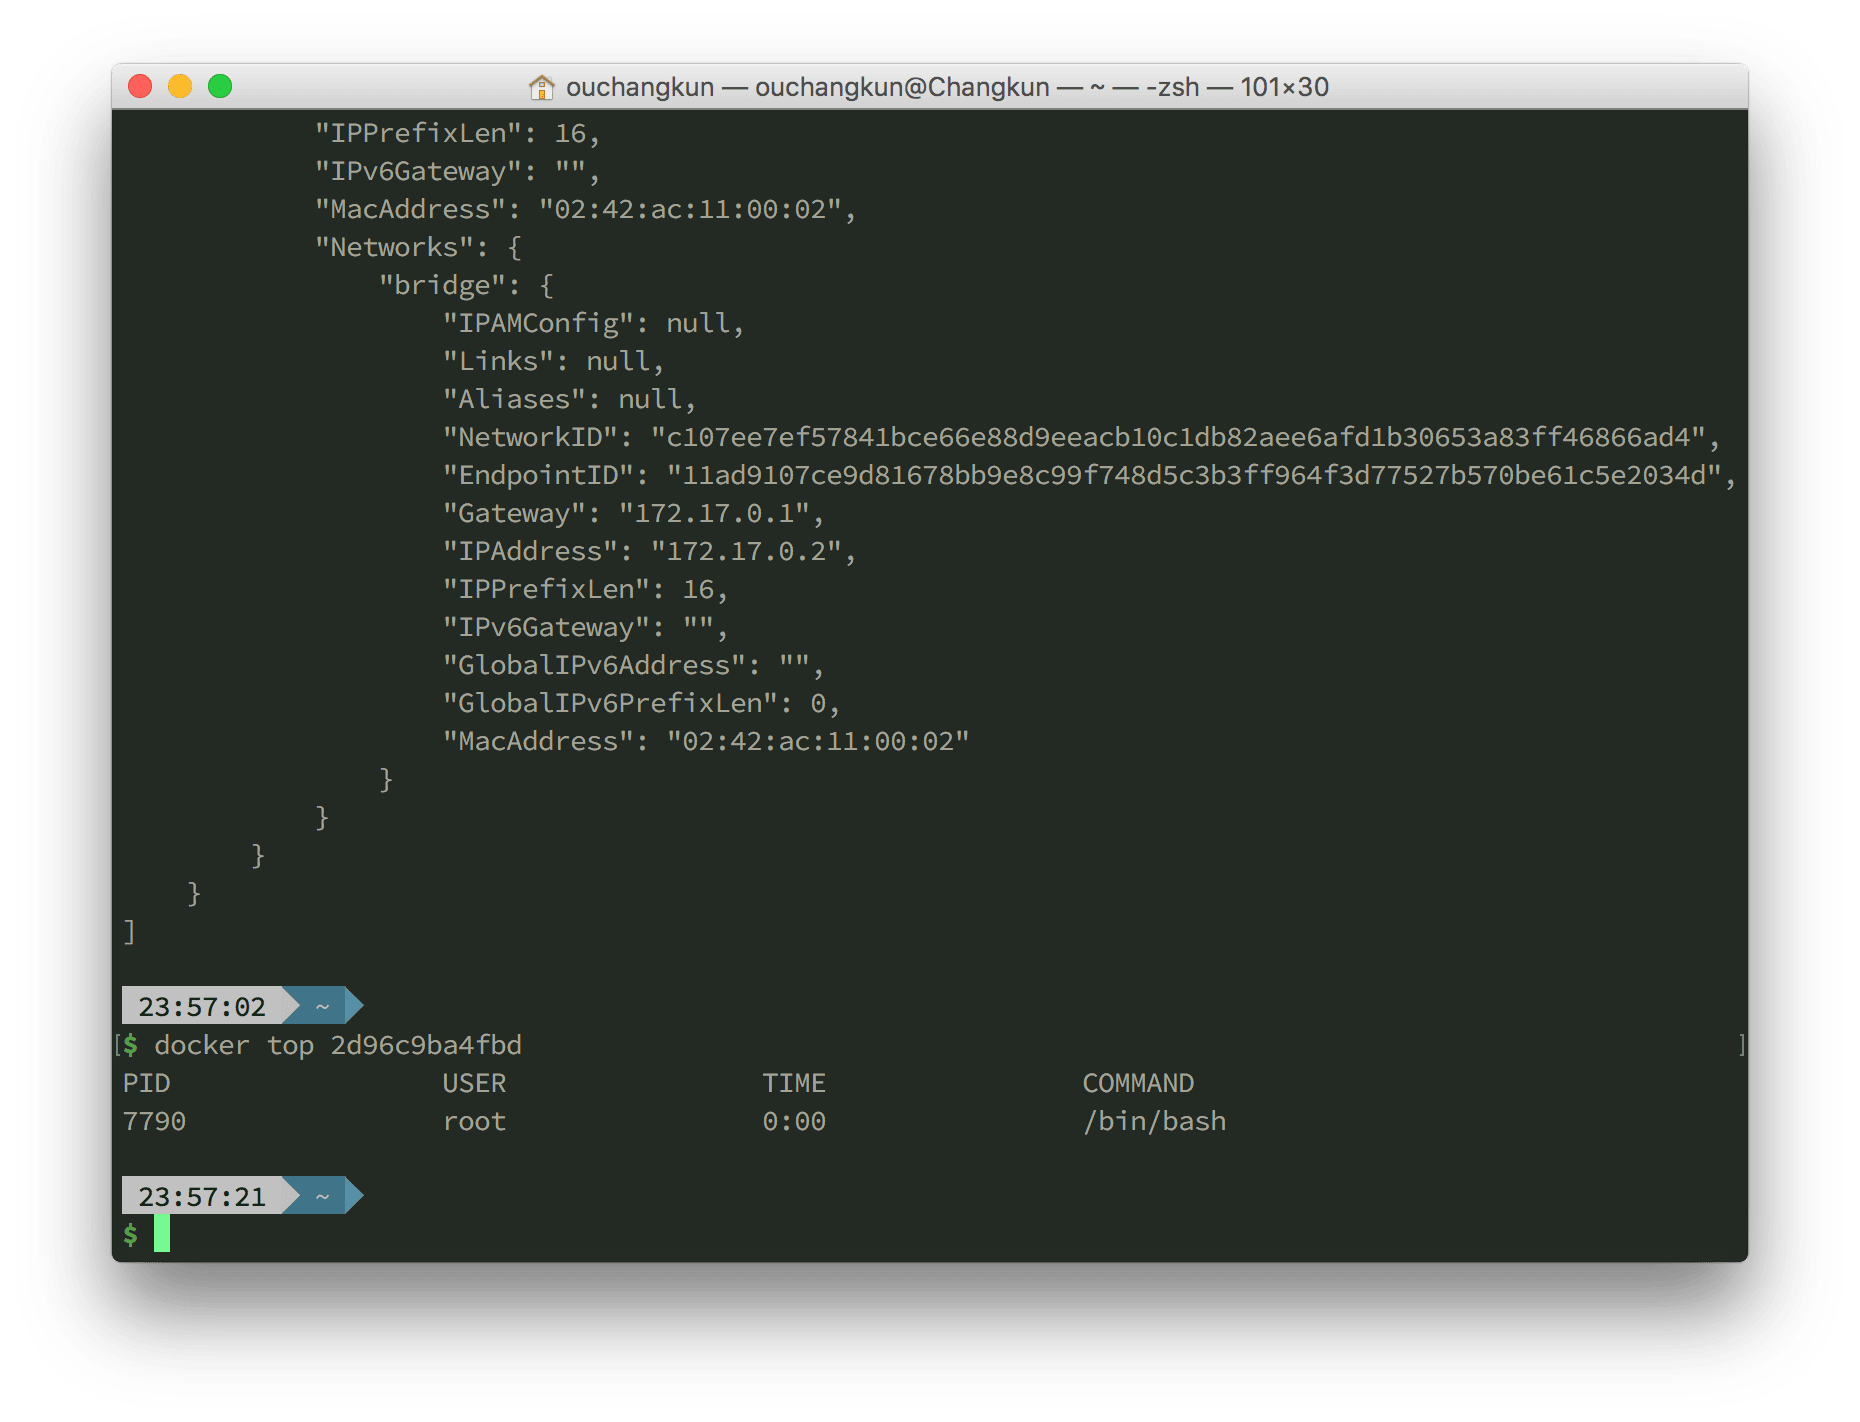 ouchangkun — ouchangkun@Changkun — ~ — -zsh — 101×30
"IPPrefixLen": 16,
"IPv6Gateway": "",
"MacAddress": "02:42:ac:11:00:02",
"Networks": {
"bridge": {
"IPAMConfig": null,
"Links": null,
"Aliases": null,
"NetworkID": "c107ee7ef57841bce66e88d9eeacb10c1db82aee6afd1b30653a83ff46866ad4",
"EndpointID": "11ad9107ce9d81678bb9e8c99f748d5c3b3ff964f3d77527b570be61c5e2034d",
"Gateway": "172.17.0.1",
"IPAddress": "172.17.0.2",
"IPPrefixLen": 16,
"IPv6Gateway": "",
"GlobalIPv6Address": "",
"GlobalIPv6PrefixLen": 0,
"MacAddress": "02:42:ac:11:00:02"
}
}
}
}
]
23:57:02 ~
[$ docker top 2d96c9ba4fbd ]
PID USER TIME COMMAND
7790 root 0:00 /bin/bash
23:57:21 ~
$